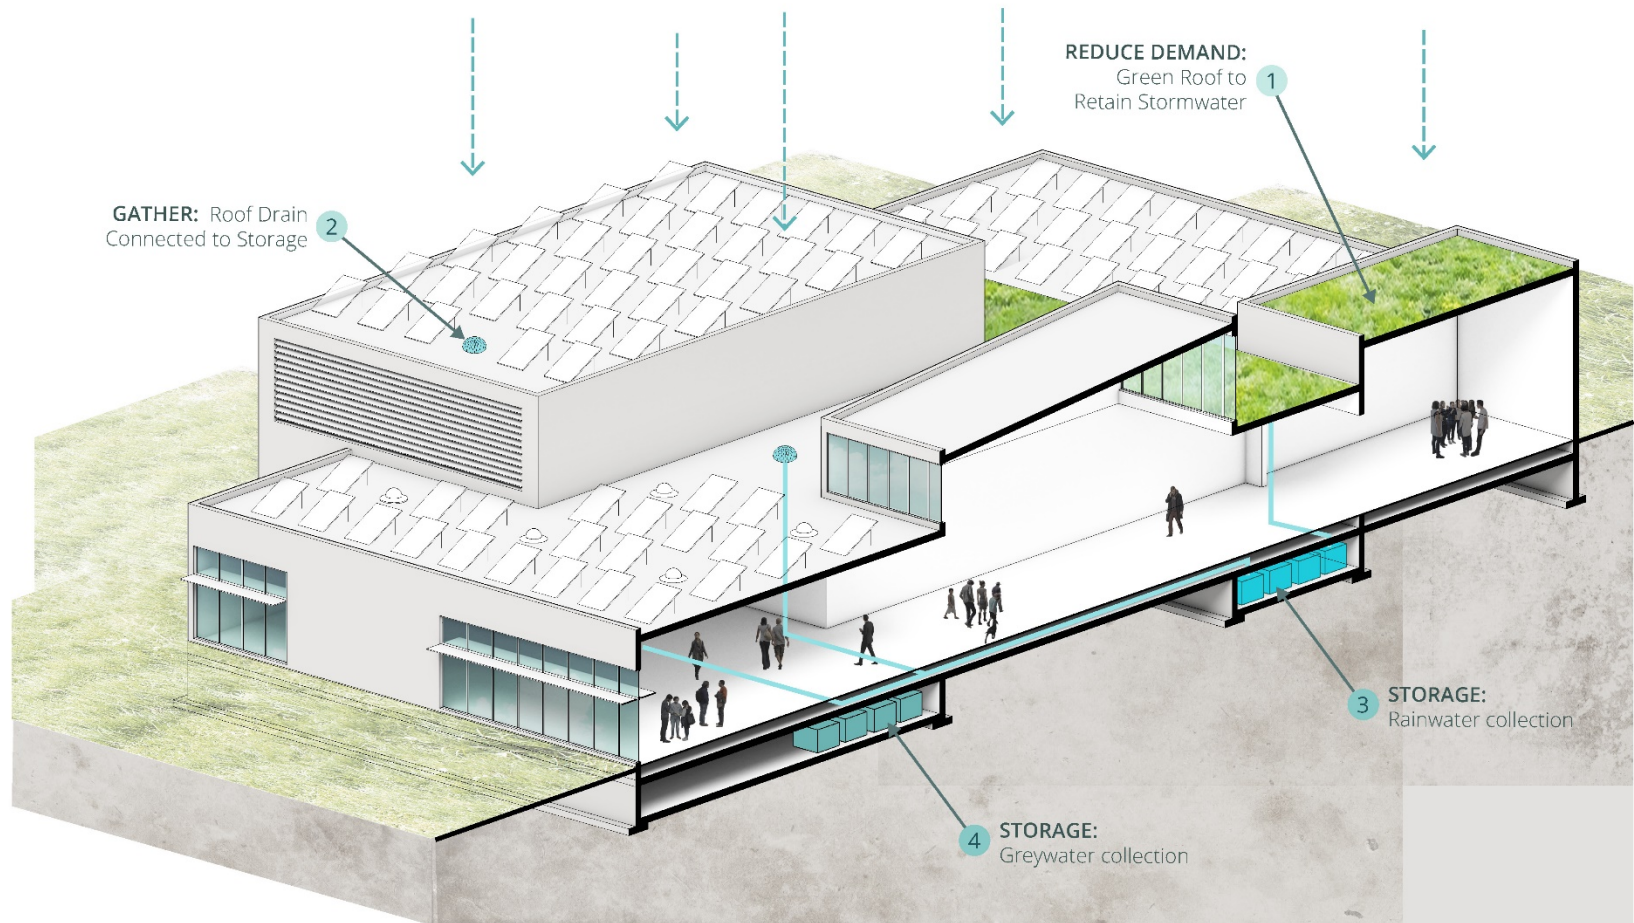 REDUCE DEMAND:
Green Roof to
Retain Stormwater
1
GATHER: Roof Drain
Connected to Storage
2
3
STORAGE:
Rainwater collection
4
STORAGE:
Greywater collection